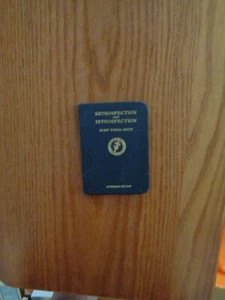 RETROSPECTION
AND
INTROSPECTION
MARY BAKER EDDY